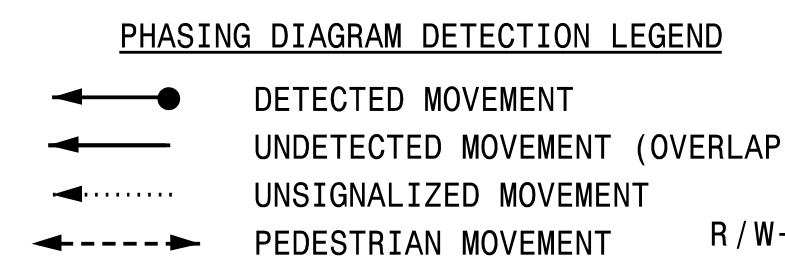 PHASING DIAGRAM DETECTION LEGEND
DETECTED MOVEMENT
UNDETECTED MOVEMENT (OVERLAP
UNSIGNALIZED MOVEMENT
PEDESTRIAN MOVEMENT
R/W-